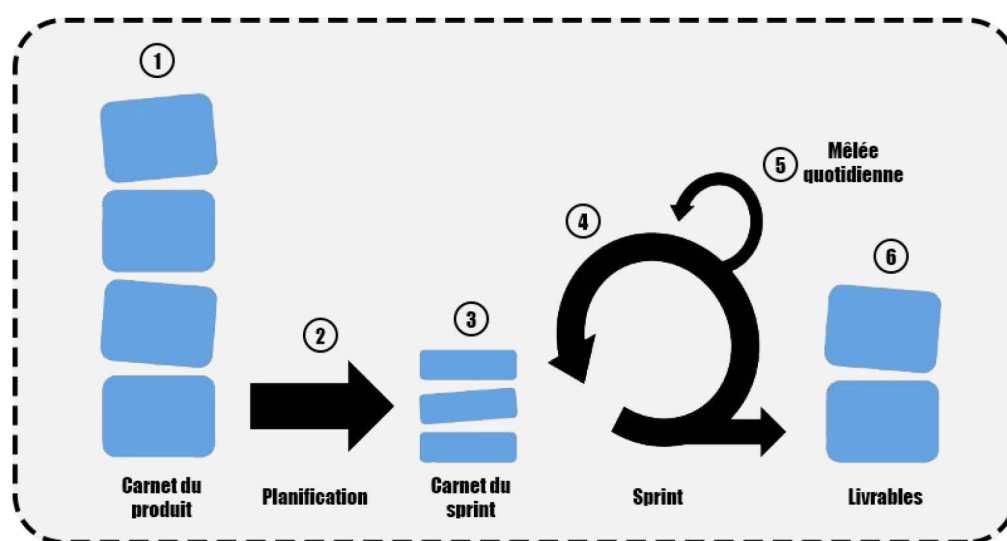 1
Carnet du
produit
2
Planification
3
Carnet du
sprint
4
Sprint
5
Mêlée
quotidienne
6
Livrables